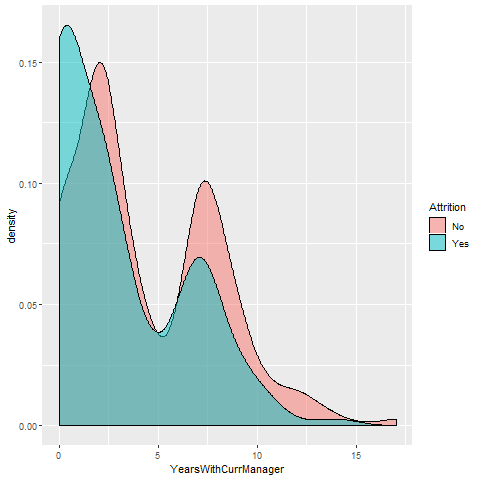 0.15
0.10
0.05
0.00
density
0
5
10
15
YearsWithCurrManager
Attrition
No
Yes